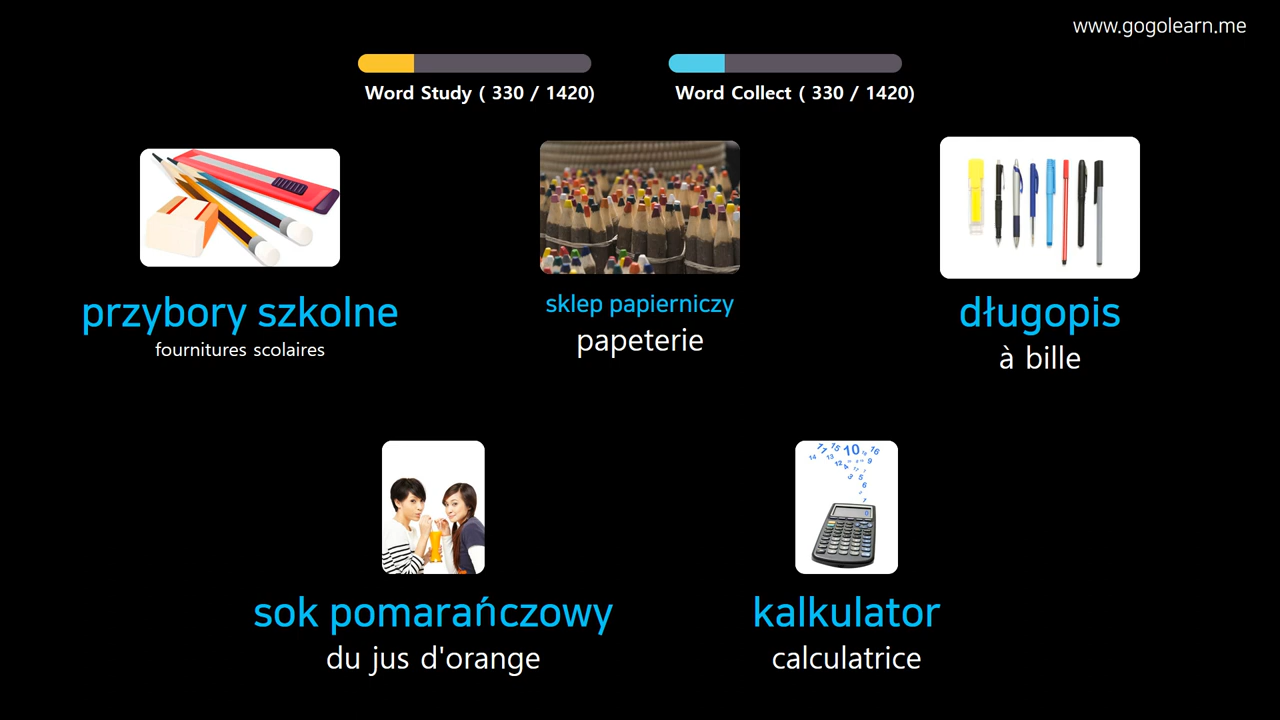 www.gogolearn.me
Word Study ( 330 / 1420)
Word Collect ( 330 / 1420)
przybory szkolne
fournitures scolaires
sklep papierniczy
papeterie
długopis
à bille
sok pomarańczowy
du jus d'orange
kalkulator
calculatrice